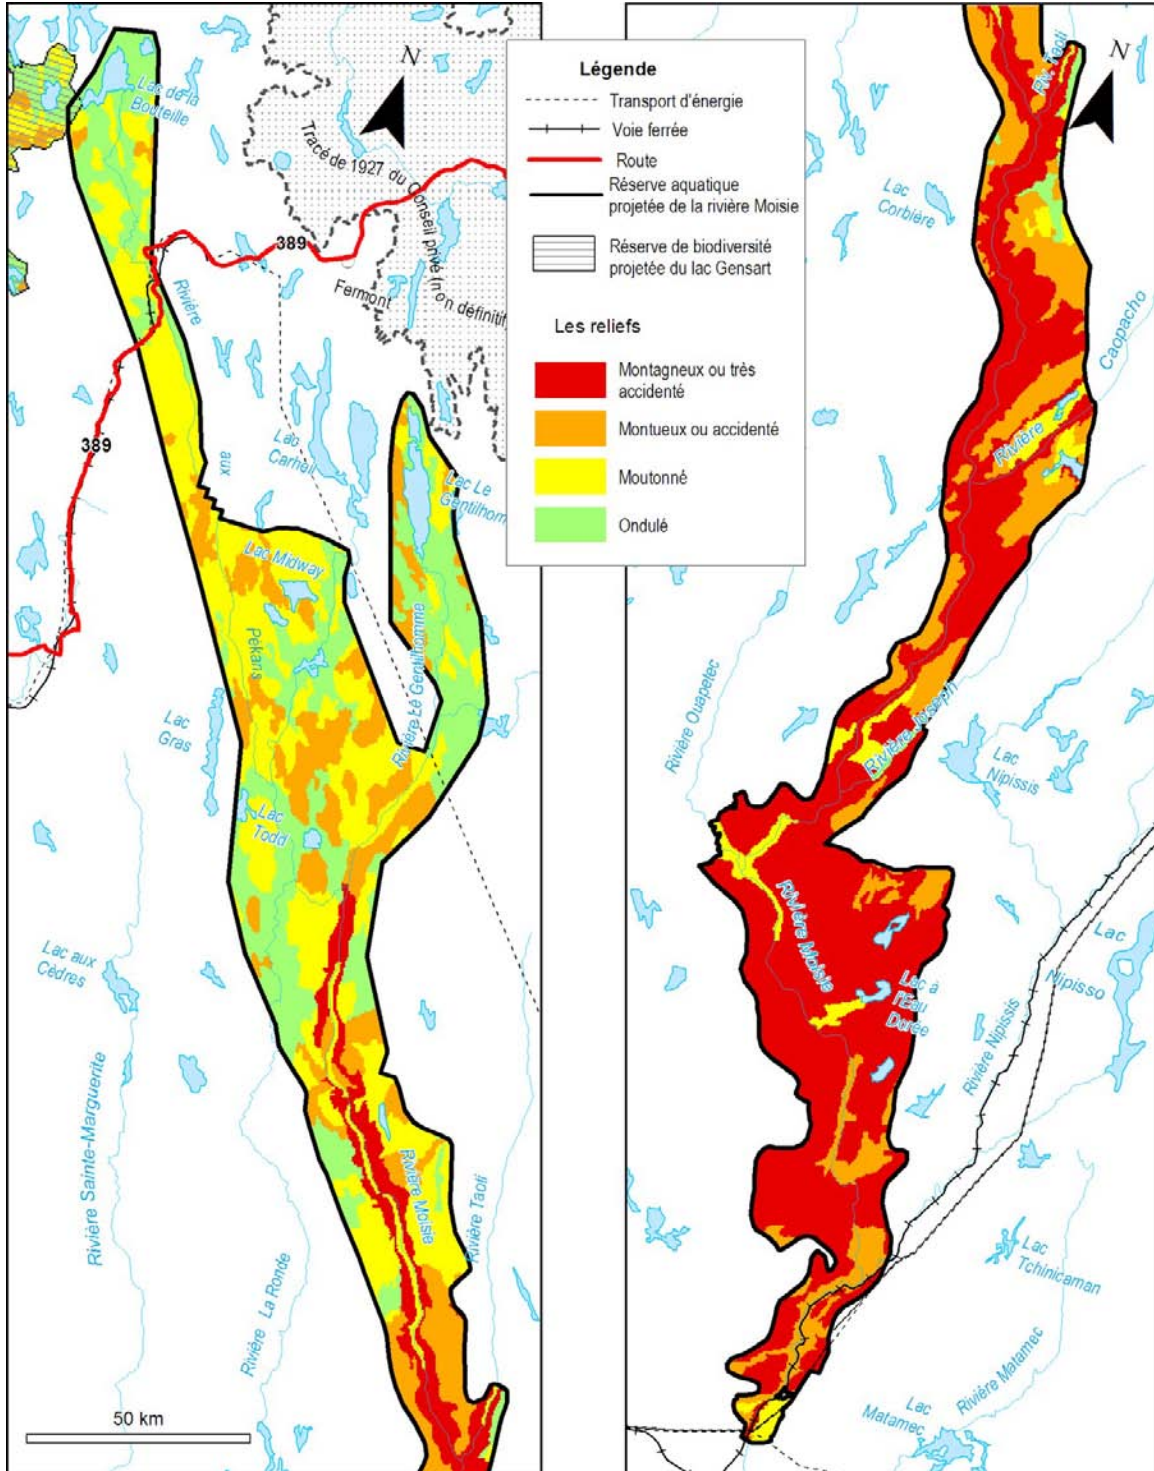 N
Lac de la
Bouteille
Tracé de 1927 du Conseil privé (non définitif)
389
Fermont
Rivière
aux
Pékans
389
Lac
Carheil
Lac Le
Gentilhom
Lac Midway
Rivière Le Gentilhomme
Lac
Gras
Lac
Todd
Lac aux
Cèdres
Rivière Sainte-Marguerite
Rivière La Ronde
Rivière Moisie
Rivière Taoti
50 km
Légende
Transport d'énergie
Voie ferrée
Route
Réserve aquatique
projetée de la rivière Moisie
Réserve de biodiversité
projetée du lac Gensart
Les reliefs
Montagneux ou très
accidenté
Montueux ou accidenté
Moutonné
Ondulé
N
Riv. Taoti
Lac
Corbière
Caopacho
Rivière
Rivière Ouapetec
Rivière Joseph
Lac
Nipissis
Rivière Moisie
Lac à
l'Eau
Dorée
Lac
Nipisso
Rivière Nipissis
Lac
Tchinicaman
Rivière Matamec
Lac
Matamec